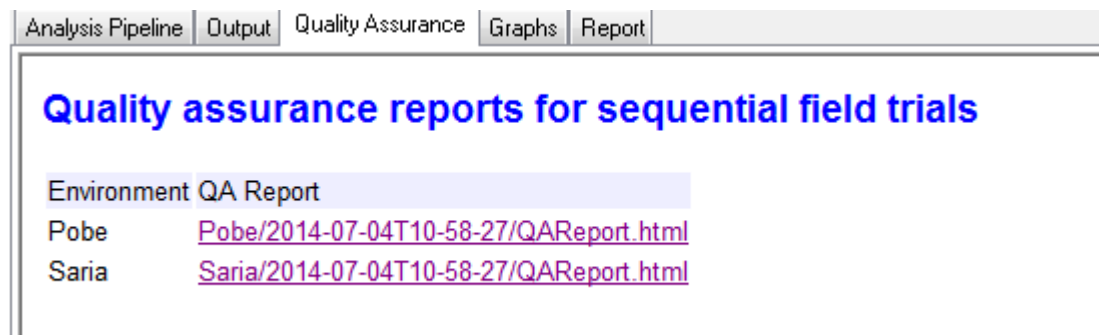 Analysis Pipeline Output Quality Assurance Graphs Report
Quality assurance reports for sequential field trials
Environment QA Report
Pobe Pobe/2014-07-04T10-58-27/QAReport.html
Saria Saria/2014-07-04T10-58-27/QAReport.html